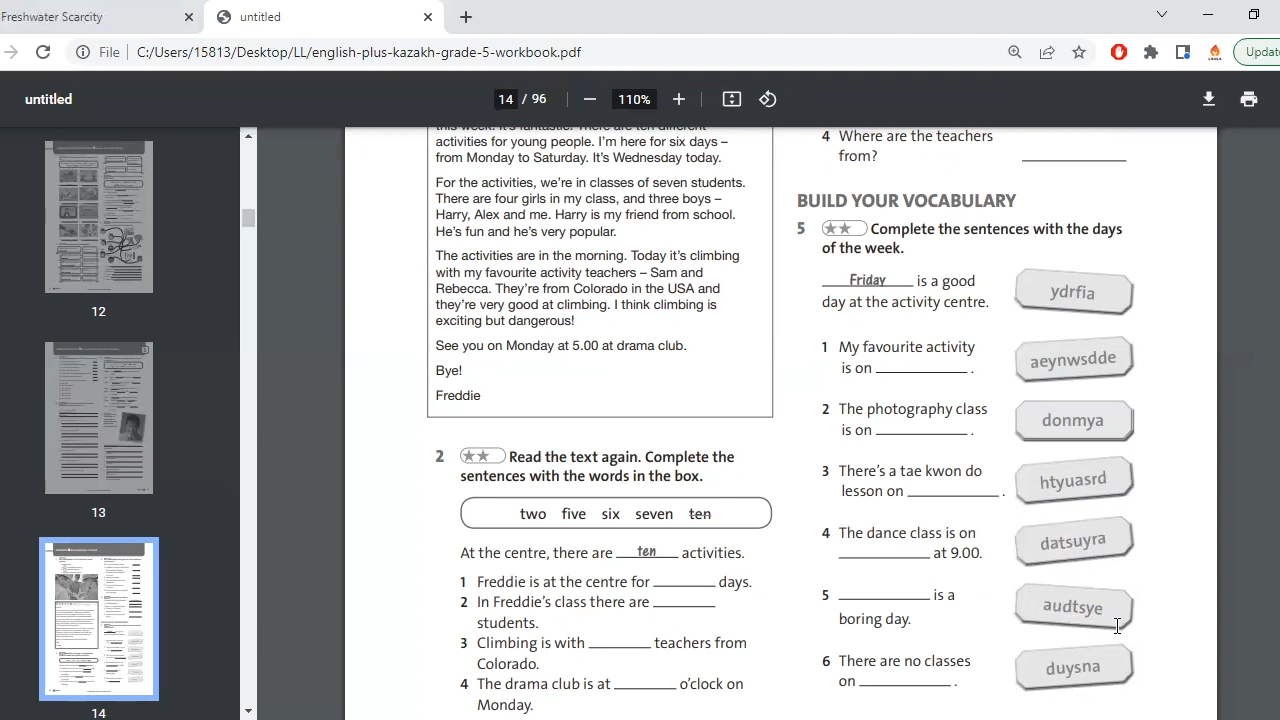 Freshwater Scarcity
untitled
File
C:/Users/15813/Desktop/LL/english-plus-kazakh-grade-5-workbook.pdf
Updat
untitled
14 / 96
110%
12
13
14
this week. It's fantastic! There are ten different
activities for young people. I'm here for six days –
from Monday to Saturday. It's Wednesday today.
For the activities, we're in classes of seven students.
There are four girls in my class, and three boys –
Harry, Alex and me. Harry is my friend from school.
He's fun and he's very popular.
The activities are in the morning. Today it's climbing
with my favourite activity teachers – Sam and
Rebecca. They're from Colorado in the USA and
they're very good at climbing. I think climbing is
exciting but dangerous!
See you on Monday at 5.00 at drama club.
Bye!
Freddie
2 Read the text again. Complete the
sentences with the words in the box.
two five six seven ten
At the centre, there are ten activities.
1 Freddie is at the centre for ________ days.
2 In Freddie's class there are ________
students.
3 Climbing is with ________ teachers from
Colorado.
4 The drama club is at ________ o'clock on
Monday.
4 Where are the teachers
from? ____________
BUILD YOUR VOCABULARY
5 Complete the sentences with the days
of the week.
Friday is a good
day at the activity centre.
ydrfia
1 My favourite activity
is on ____________ .
aeynwsdde
2 The photography class
is on ____________ .
donmya
3 There's a tae kwon do
lesson on ____________ .
htyuasrd
4 The dance class is on
____________ at 9.00.
datsuyra
5 ____________ is a
boring day.
audtsye
6 There are no classes
on ____________ .
duysna